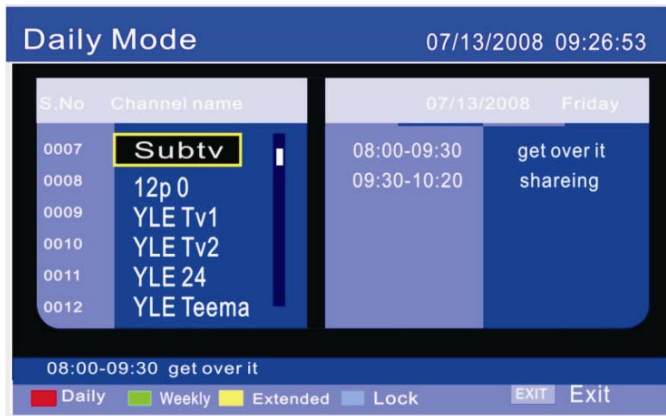 Daily Mode 07/13/2008 09:26:53
S.No Channel name 07/13/2008 Friday
0007 Subtv 08:00-09:30 get over it
0008 12p 0 09:30-10:20 shareing
0009 YLE Tv1
0010 YLE Tv2
0011 YLE 24
0012 YLE Teema
08:00-09:30 get over it
Daily Weekly Extended Lock EXIT Exit